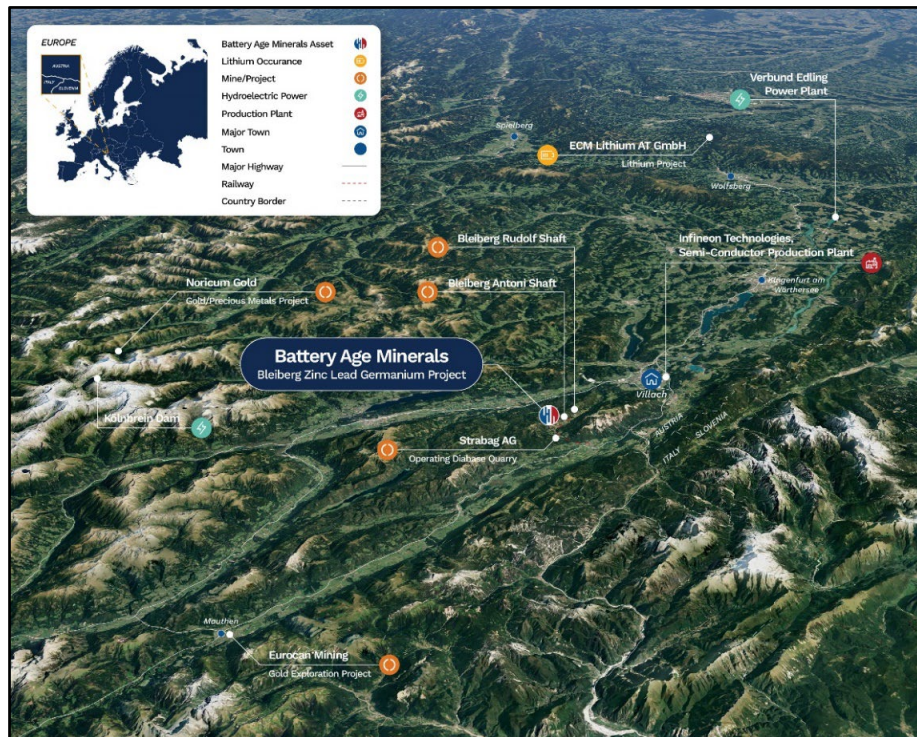 EUROPE
AUSTRIA
ITALY
SLOVENIA
Battery Age Minerals Asset
Lithium Occurance
Mine/Project
Hydroelectric Power
Production Plant
Major Town
Town
Major Highway
Railway
Country Border
Verbund Edling
Power Plant
Spielberg
ECM Lithium AT GmbH
Lithium Project
Wolfsberg
Bleiberg Rudolf Shaft
Infineon Technologies,
Semi-Conductor Production Plant
Noricum Gold
Gold/Precious Metals Project
Bleiberg Antoni Shaft
Klagenfurt am
Wörthersee
Battery Age Minerals
Bleiberg Zinc Lead Germanium Project
Villach
Kölnbrein Dam
Strabag AG
Operating Diabase Quarry
AUSTRIA
SLOVENIA
ITALY
Mauthen
Eurocan Mining
Gold Exploration Project